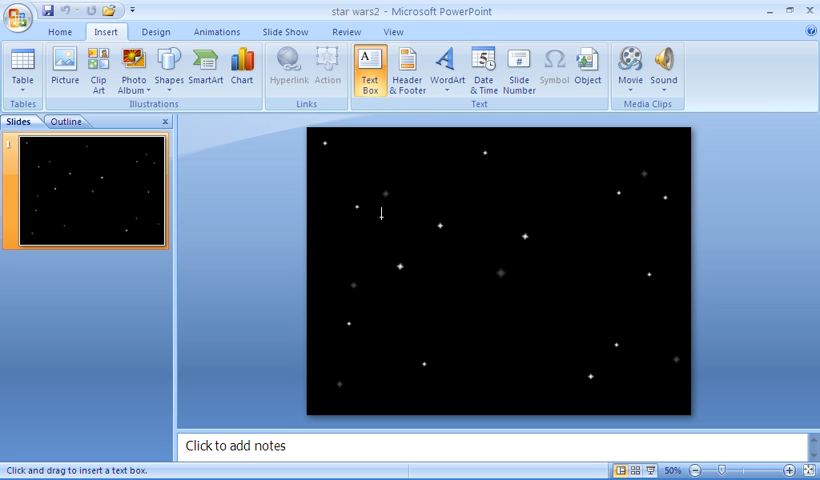 star wars2 - Microsoft PowerPoint
Home Insert Design Animations Slide Show Review View
Table Picture Clip Art Photo Album Shapes SmartArt Chart Hyperlink Action Text Box Header & Footer WordArt Date & Time Slide Number Symbol Object Movie Sound
Tables Illustrations Links Text Media Clips
Slides Outline x
1
Click to add notes
Click and drag to insert a text box. 50%